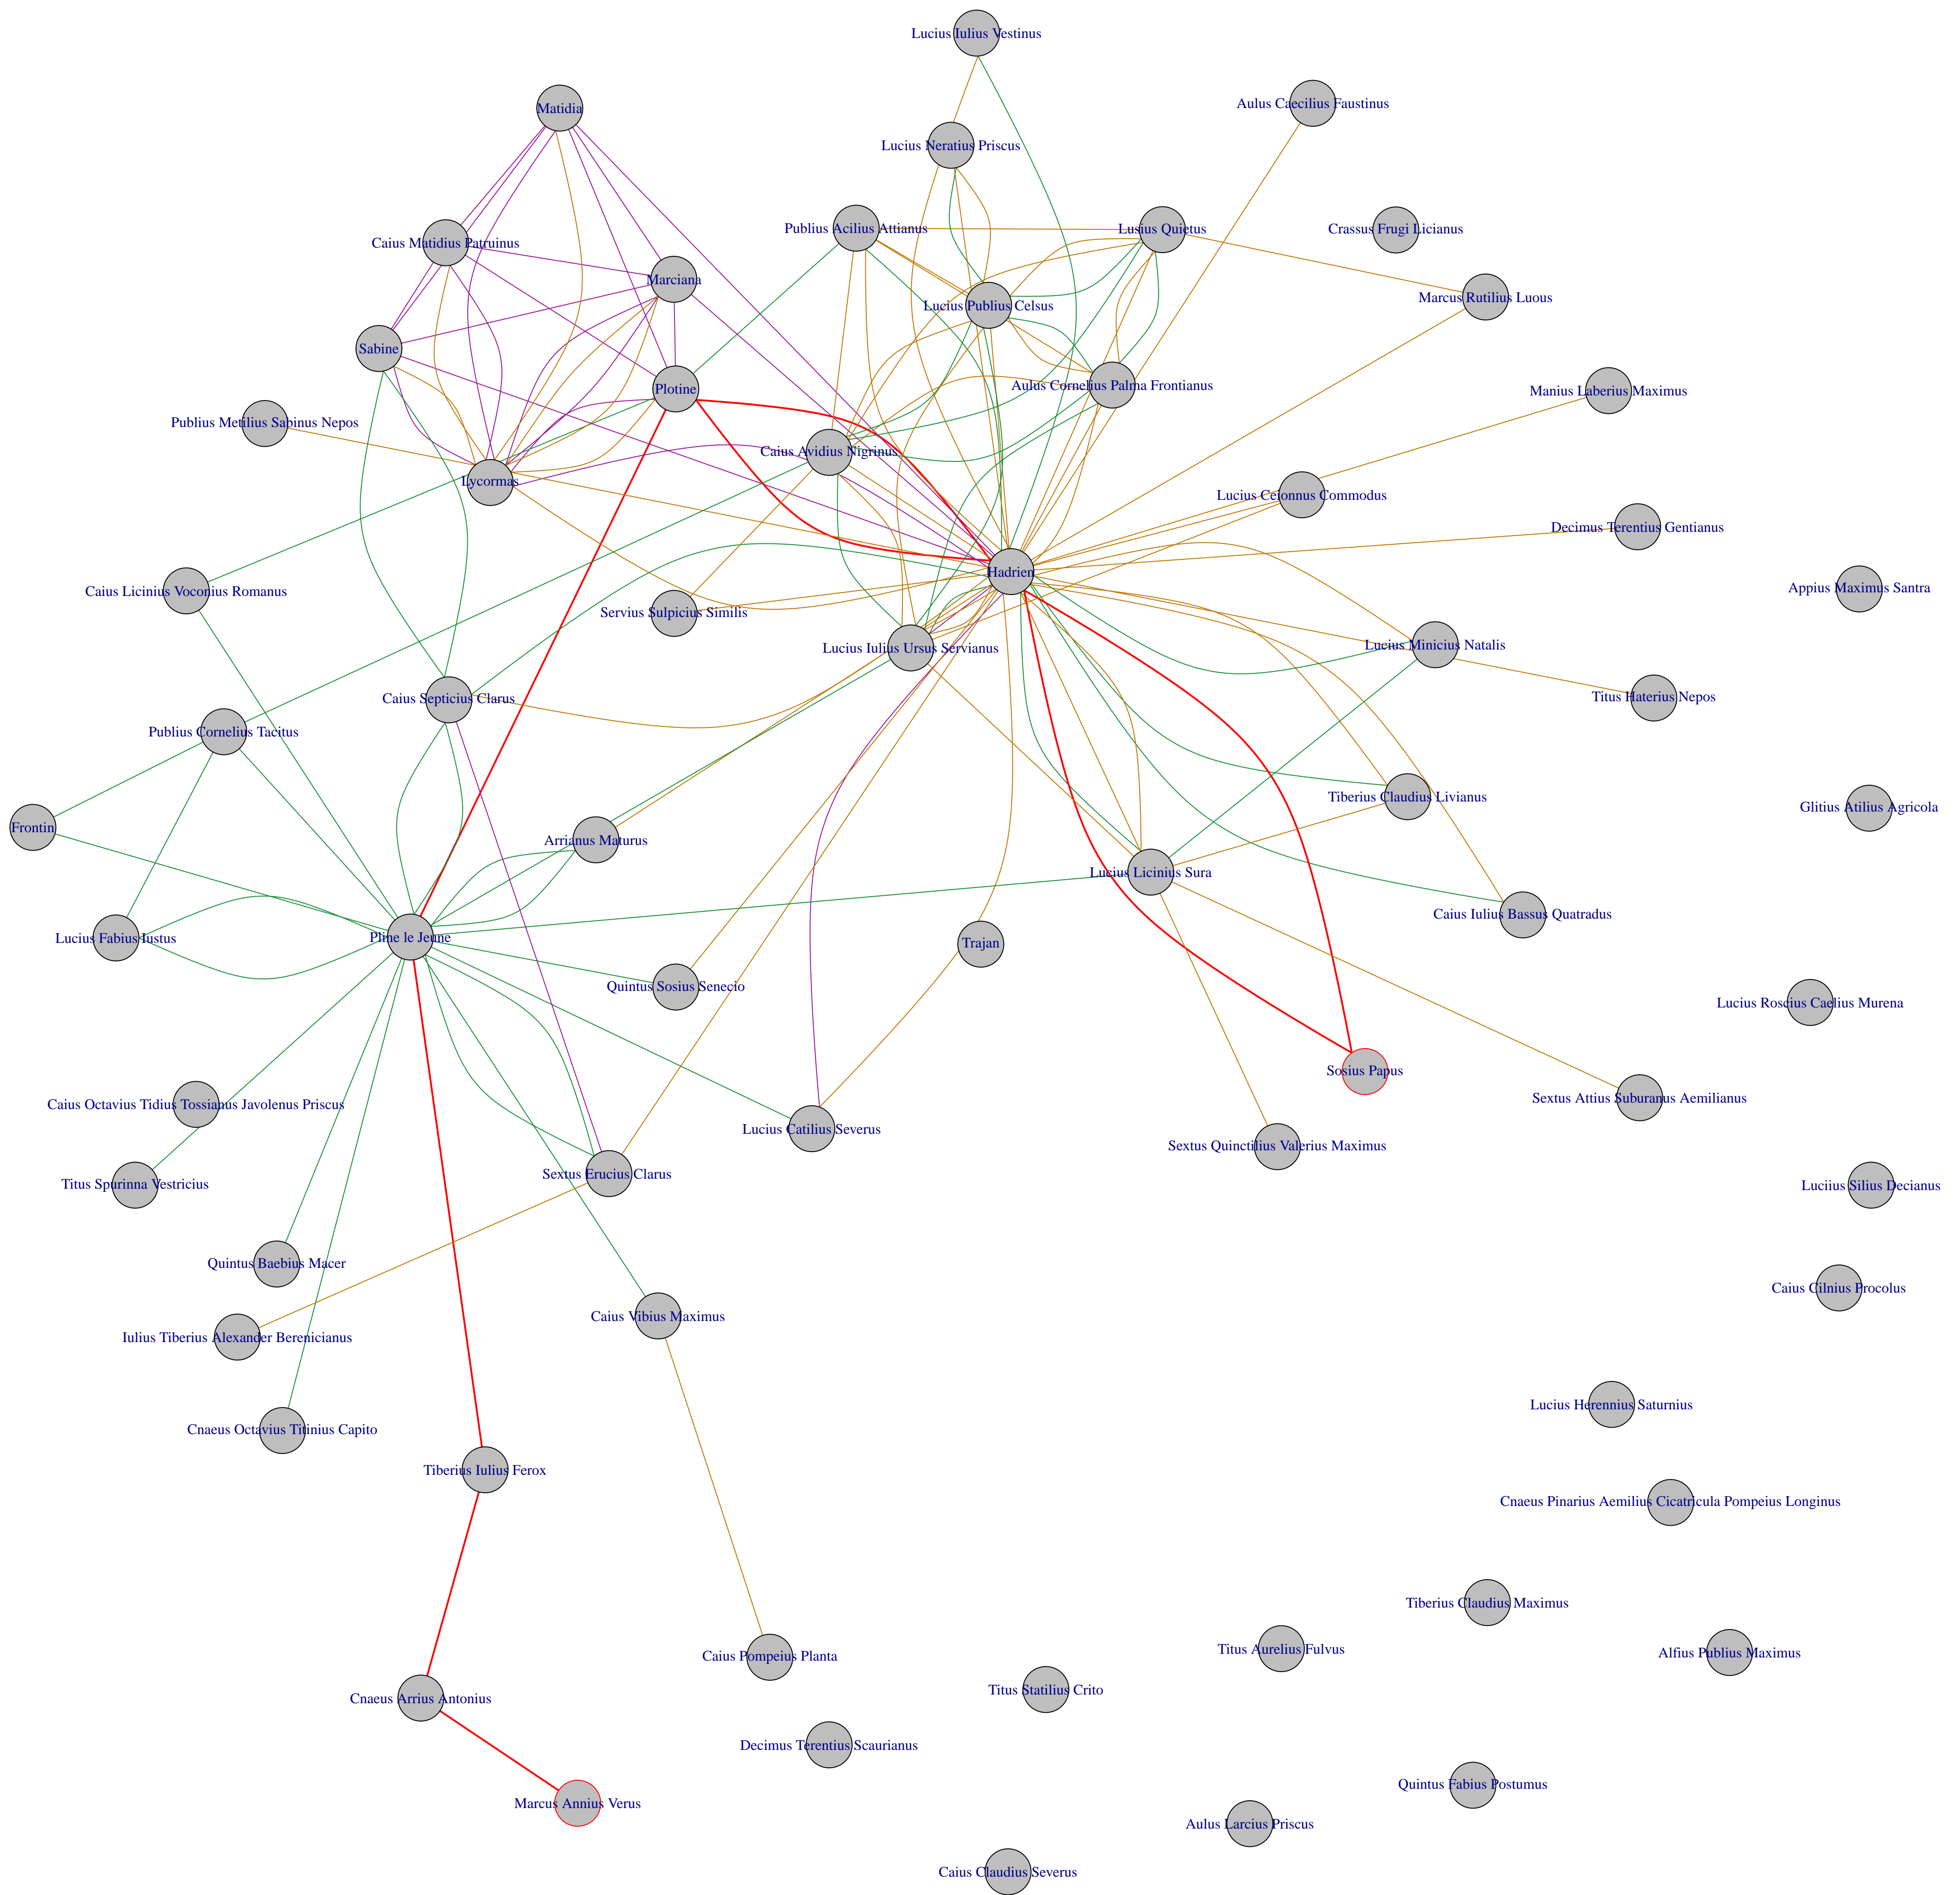 Lucius Iulius Vestinus
Matidia
Aulus Caecilius Faustinus
Lucius Neratius Priscus
Publius Acilius Attianus
Lusius Quietus
Crassus Frugi Licianus
Caius Matidius Patruinus
Marciana
Marcus Rutilius Luous
Lucius Publius Celsus
Sabine
Plotine
Aulus Cornelius Palma Frontianus
Manius Laberius Maximus
Publius Metilius Sabinus Nepos
Caius Avidius Nigrinus
Lycormas
Lucius Ceionnus Commodus
Decimus Terentius Gentianus
Hadrien
Caius Licinius Voconius Romanus
Appius Maximus Santra
Servius Sulpicius Similis
Lucius Iulius Ursus Servianus
Lucius Minicius Natalis
Caius Septicius Clarus
Titus Haterius Nepos
Publius Cornelius Tacitus
Tiberius Claudius Livianus
Glitius Atilius Agricola
Frontin
Arrianus Maturus
Lucius Licinius Sura
Caius Iulius Bassus Quatradus
Lucius Fabius Iustus
Pline le Jeune
Trajan
Quintus Sosius Senecio
Lucius Roscius Caelius Murena
Sosius Papus
Sextus Attius Suburanus Aemilianus
Caius Octavius Tidius Tossianus Javolenus Priscus
Lucius Catilius Severus
Sextus Quinctilius Valerius Maximus
Sextus Erucius Clarus
Titus Spurinna Vestricius
Luciius Silius Decianus
Quintus Baebius Macer
Caius Cilnius Procolus
Caius Vibius Maximus
Iulius Tiberius Alexander Berenicianus
Lucius Herennius Saturnius
Cnaeus Octavius Titinius Capito
Tiberius Iulius Ferox
Cnaeus Pinarius Aemilius Cicatricula Pompeius Longinus
Tiberius Claudius Maximus
Titus Aurelius Fulvus
Alfius Publius Maximus
Caius Pompeius Planta
Titus Statilius Crito
Cnaeus Arrius Antonius
Decimus Terentius Scaurianus
Quintus Fabius Postumus
Marcus Annius Verus
Aulus Larcius Priscus
Caius Claudius Severus